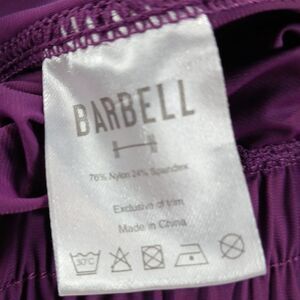 BARBELL
76% Nylon 24% Spandex
Exclusive of trim
Made in China
30°C